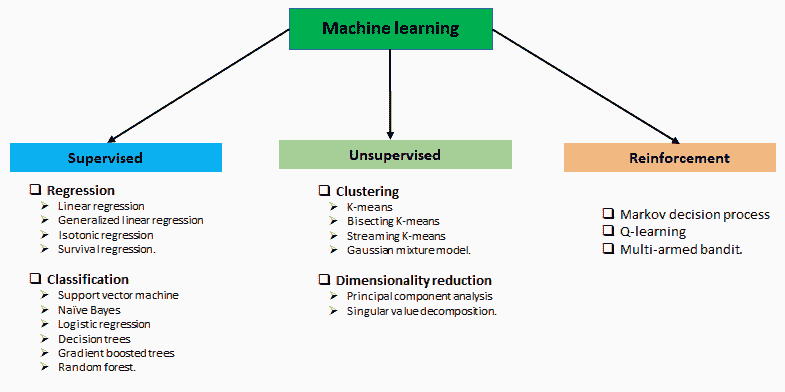 Machine learning
Supervised
Unsupervised
Reinforcement
Regression
Linear regression
Generalized linear regression
Isotonic regression
Survival regression.
Classification
Support vector machine
Naïve Bayes
Logistic regression
Decision trees
Gradient boosted trees
Random forest.
Clustering
K-means
Bisecting K-means
Streaming K-means
Gaussian mixture model.
Dimensionality reduction
Principal component analysis
Singular value decomposition.
Markov decision process
Q-learning
Multi-armed bandit.